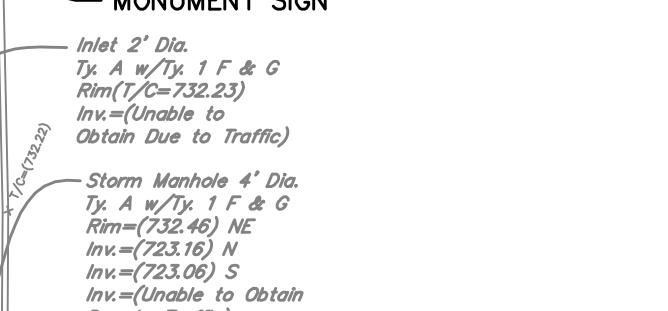 MONUMENT SIGN
Inlet 2' Dia.
Ty. A w/Ty. 1 F & G
Rim(T/C=732.23)
Inv.=(Unable to
Obtain Due to Traffic)
x T/C=(732.22)
Storm Manhole 4' Dia.
Ty. A w/Ty. 1 F & G
Rim=(732.46) NE
Inv.=(723.16) N
Inv.=(723.06) S
Inv.=(Unable to Obtain